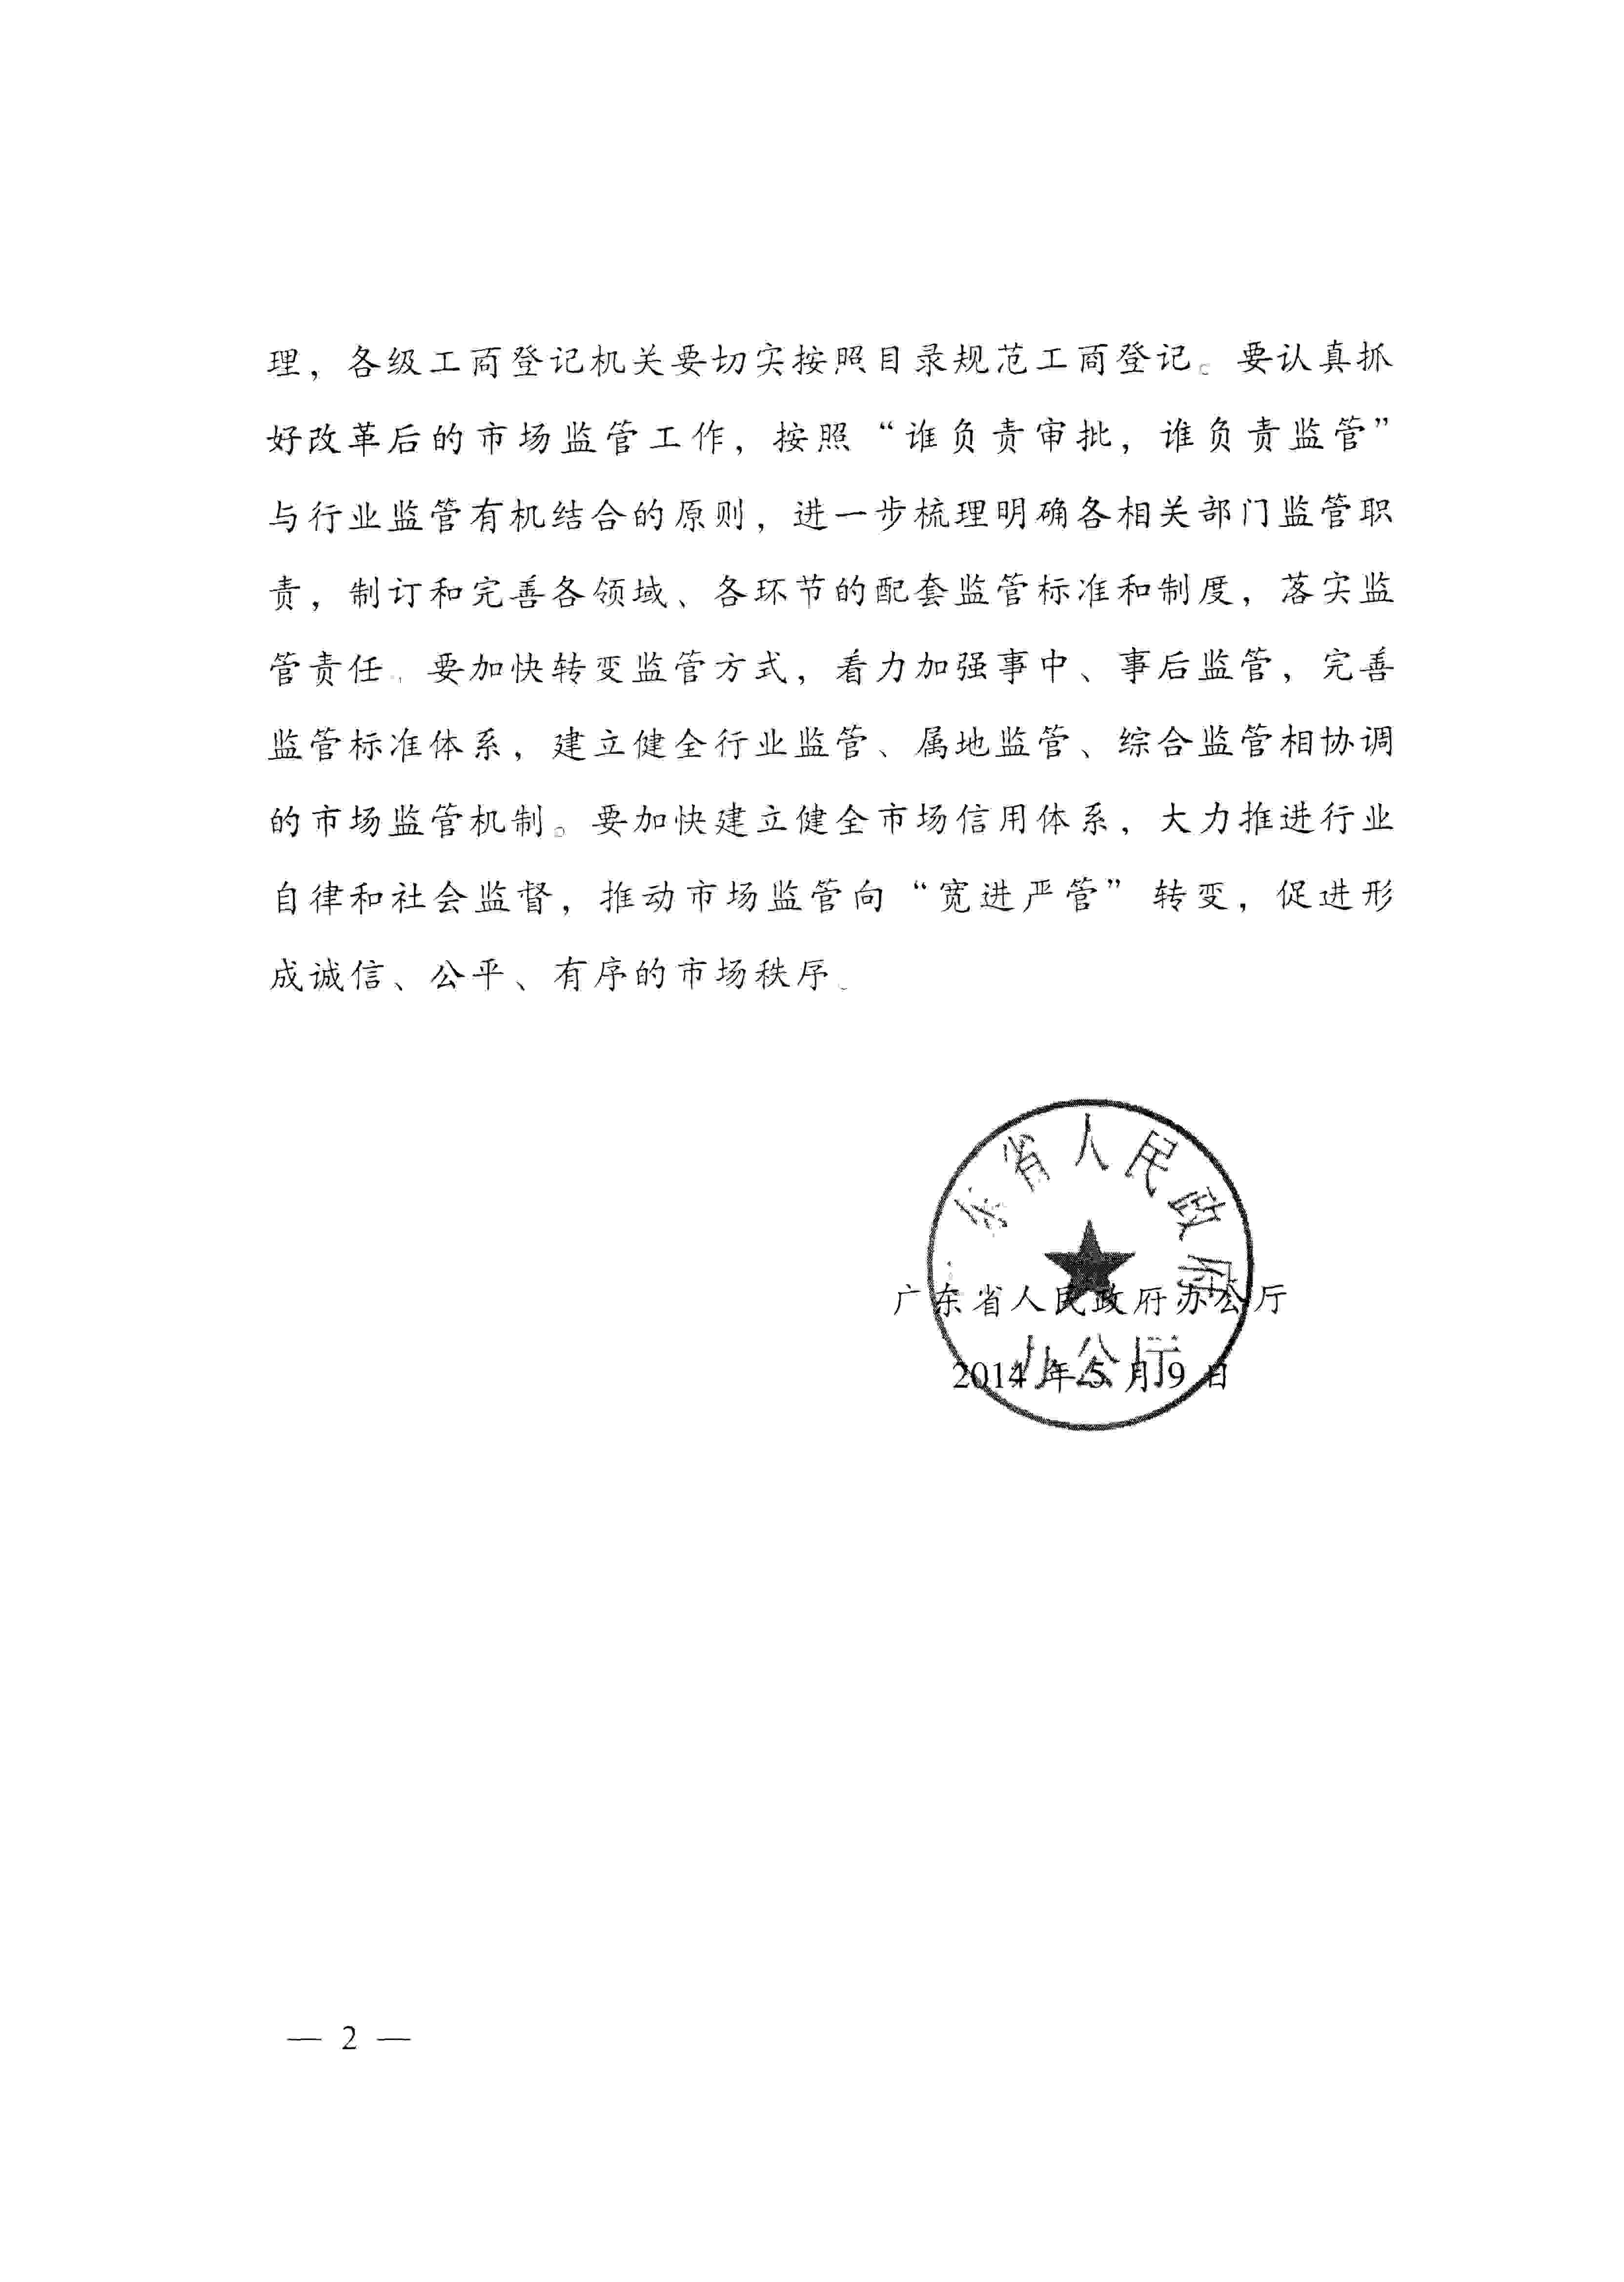 理，各级工商登记机关要切实按照目录规范工商登记。要认真抓
好改革后的市场监管工作，按照“谁负责审批，谁负责监管”
与行业监管有机结合的原则，进一步梳理明确各相关部门监管职
责，制订和完善各领域、各环节的配套监管标准和制度，落实监
管责任。要加快转变监管方式，着力加强事中、事后监管，完善
监管标准体系，建立健全行业监管、属地监管、综合监管相协调
的市场监管机制。要加快建立健全市场信用体系，大力推进行业
自律和社会监督，推动市场监管向“宽进严管”转变，促进形
成诚信、公平、有序的市场秩序。
东省人民政府
广东省人民政府办公厅
办公厅
2014年5月9日
— 2 —